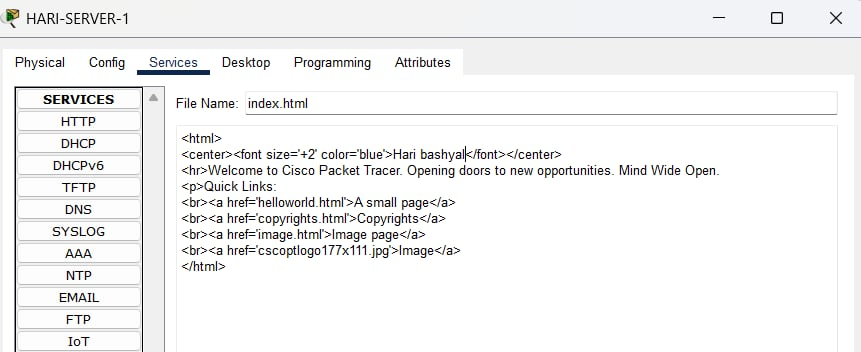 HARI-SERVER-1
Physical Config Services Desktop Programming Attributes
SERVICES
HTTP
DHCP
DHCPv6
TFTP
DNS
SYSLOG
AAA
NTP
EMAIL
FTP
IoT
File Name: index.html
<html>
<center><font size='+2' color='blue'>Hari bashyal</font></center>
<hr>Welcome to Cisco Packet Tracer. Opening doors to new opportunities. Mind Wide Open.
<p>Quick Links:
<br><a href='helloworld.html'>A small page</a>
<br><a href='copyrights.html'>Copyrights</a>
<br><a href='image.html'>Image page</a>
<br><a href='cscoptlogo177x111.jpg'>Image</a>
</html>